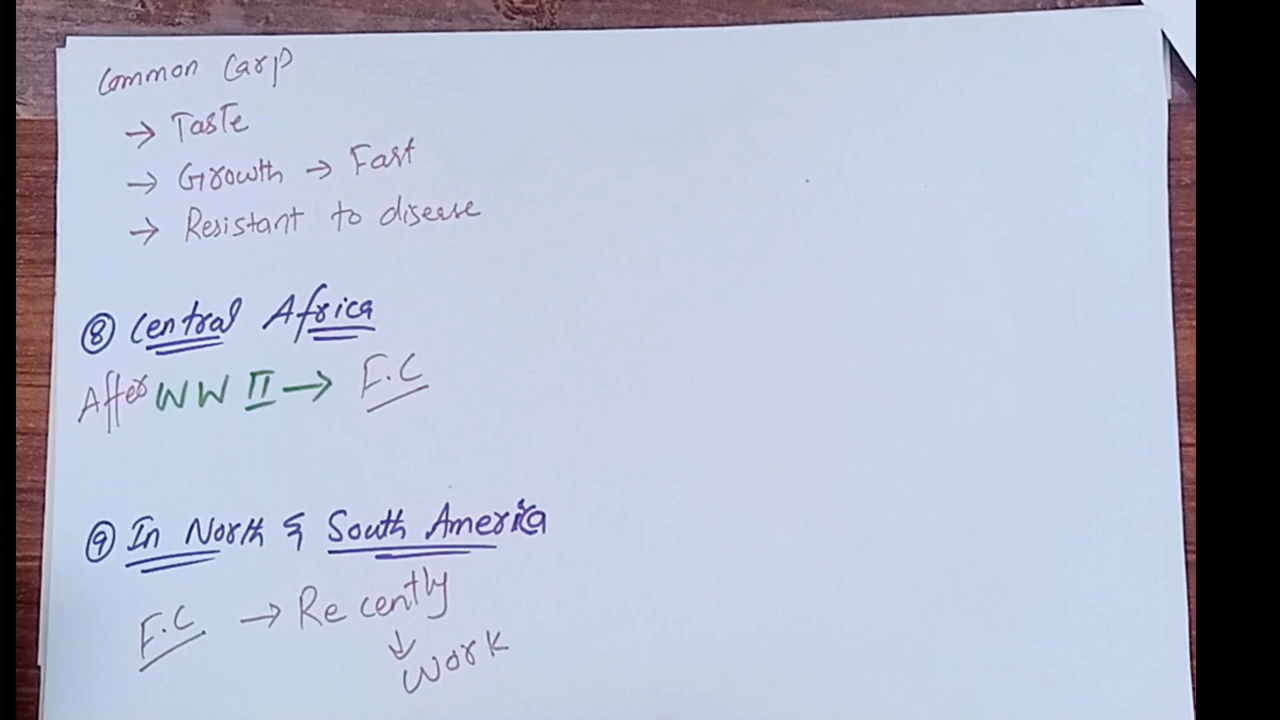 Common Carp
→ Taste
→ Growth → Fast
→ Resistant to disease
⑧ Central Africa
After WW II → F.C
⑨ In North & South America
F.C → Recently
↓
Work